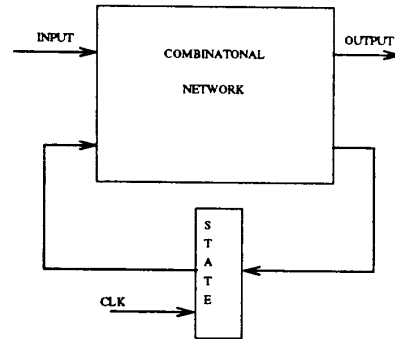 INPUT
COMBINATONAL
NETWORK
OUTPUT
S
T
A
T
E
CLK